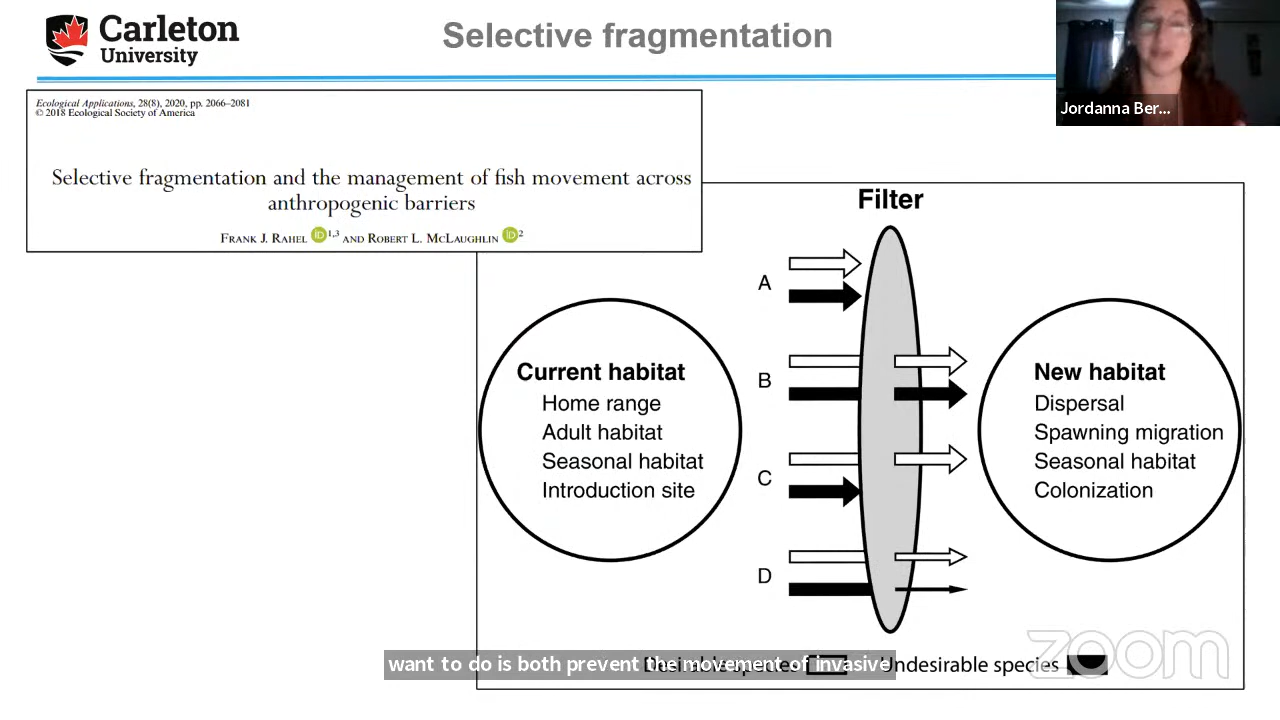 Carleton
University
Selective fragmentation
Jordanna Ber...
Ecological Applications, 28(8), 2020, pp. 2066–2081
© 2018 Ecological Society of America
Selective fragmentation and the management of fish movement across
anthropogenic barriers
FRANK J. RAHEL iD 1,3 AND ROBERT L. MCLAUGHLIN iD 2
Filter
A
B
C
D
Current habitat
Home range
Adult habitat
Seasonal habitat
Introduction site
New habitat
Dispersal
Spawning migration
Seasonal habitat
Colonization
want to do is both prevent the movement of invasive
Undesirable species
zoom